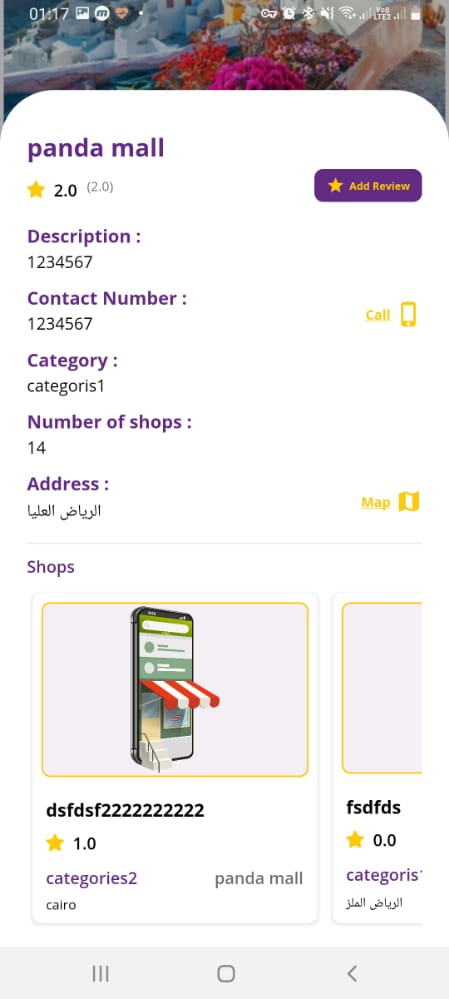 01:17 Vo9 LTE2
panda mall
2.0 (2.0)
Add Review
Description :
1234567
Contact Number :
1234567
Call
Category :
categoris1
Number of shops :
14
Address :
الرياض العليا
Map
Shops
dsfdsf2222222222
1.0
categories2 panda mall
cairo
fsdfds
0.0
categoris
الرياض الملز